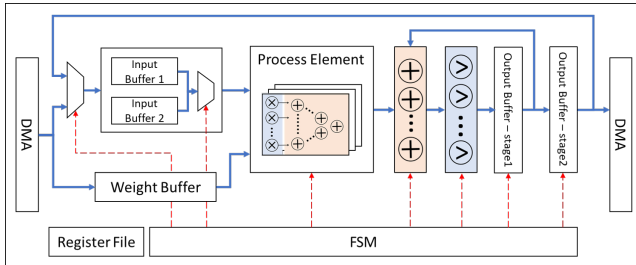 DMA
Input
Buffer 1
Input
Buffer 2
Weight Buffer
Process Element
Output Buffer – stage1
Output Buffer – stage2
DMA
Register File
FSM